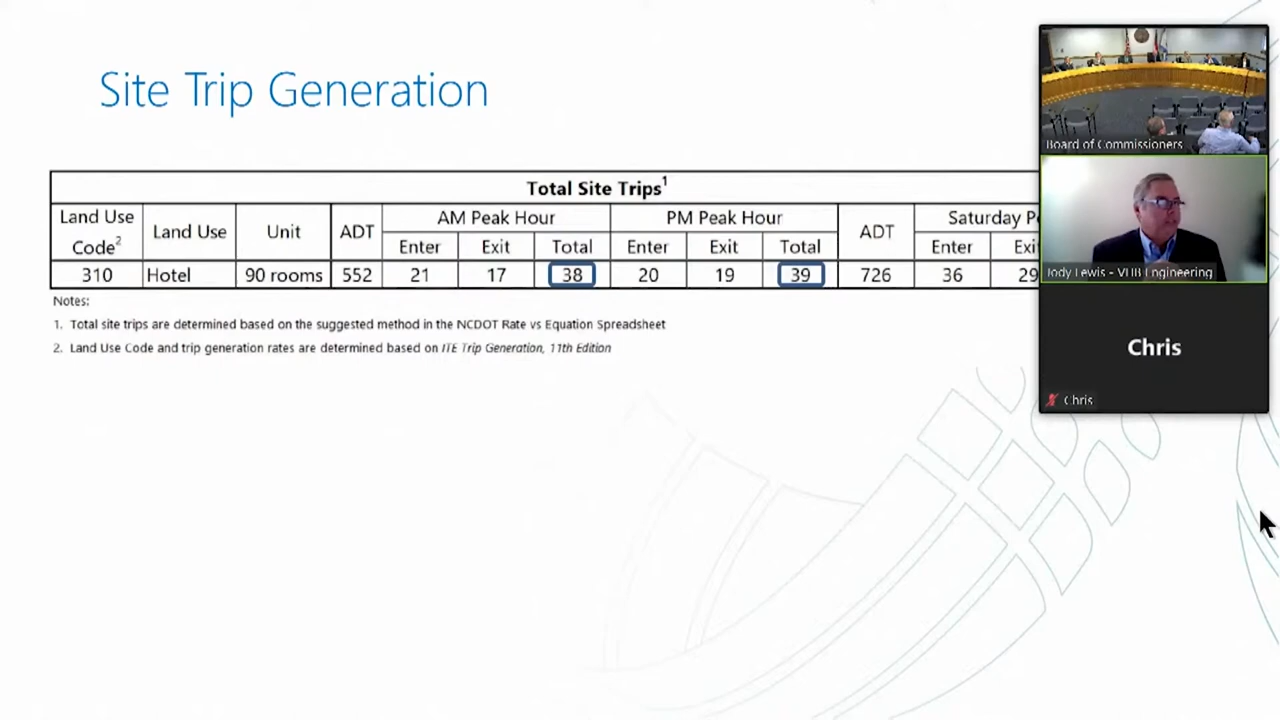 Site Trip Generation
Total Site Trips1
Land Use Code2 Land Use Unit ADT AM Peak Hour PM Peak Hour ADT Saturday
Enter Exit Total Enter Exit Total Enter
310 Hotel 90 rooms 552 21 17 38 20 19 39 726 36 29
Notes:
1. Total site trips are determined based on the suggested method in the NCDOT Rate vs Equation Spreadsheet
2. Land Use Code and trip generation rates are determined based on ITE Trip Generation, 11th Edition
Board of Commissioners
Jody Lewis - VHB Engineering
Chris
Chris